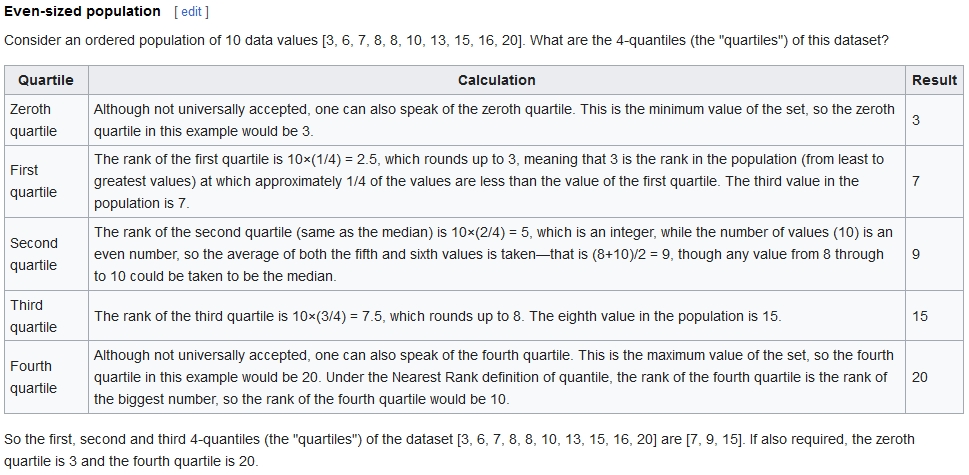 Even-sized population [ edit ]
Consider an ordered population of 10 data values [3, 6, 7, 8, 8, 10, 13, 15, 16, 20]. What are the 4-quantiles (the "quartiles") of this dataset?
Quartile Calculation Result
Zeroth
quartile
Although not universally accepted, one can also speak of the zeroth quartile. This is the minimum value of the set, so the zeroth
quartile in this example would be 3.
3
First
quartile
The rank of the first quartile is 10×(1/4) = 2.5, which rounds up to 3, meaning that 3 is the rank in the population (from least to
greatest values) at which approximately 1/4 of the values are less than the value of the first quartile. The third value in the
population is 7.
7
Second
quartile
The rank of the second quartile (same as the median) is 10×(2/4) = 5, which is an integer, while the number of values (10) is an
even number, so the average of both the fifth and sixth values is taken—that is (8+10)/2 = 9, though any value from 8 through
to 10 could be taken to be the median.
9
Third
quartile
The rank of the third quartile is 10×(3/4) = 7.5, which rounds up to 8. The eighth value in the population is 15.
15
Fourth
quartile
Although not universally accepted, one can also speak of the fourth quartile. This is the maximum value of the set, so the fourth
quartile in this example would be 20. Under the Nearest Rank definition of quantile, the rank of the fourth quartile is the rank of
the biggest number, so the rank of the fourth quartile would be 10.
20
So the first, second and third 4-quantiles (the "quartiles") of the dataset [3, 6, 7, 8, 8, 10, 13, 15, 16, 20] are [7, 9, 15]. If also required, the zeroth
quartile is 3 and the fourth quartile is 20.